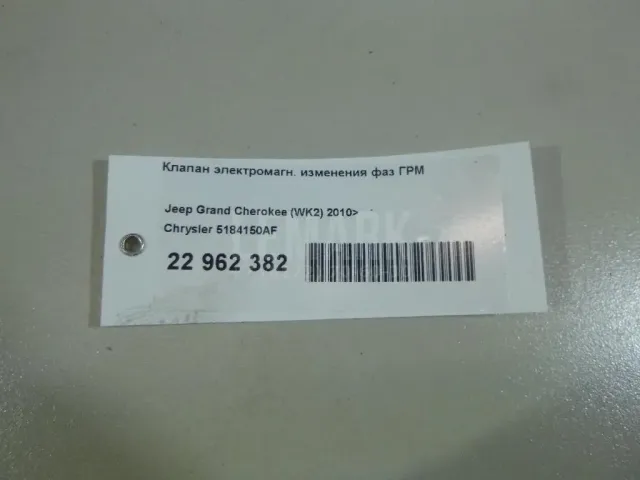 Клапан электромагн. изменения фаз ГРМ
Jeep Grand Cherokee (WK2) 2010>
Chrysler 5184150AF
22 962 382